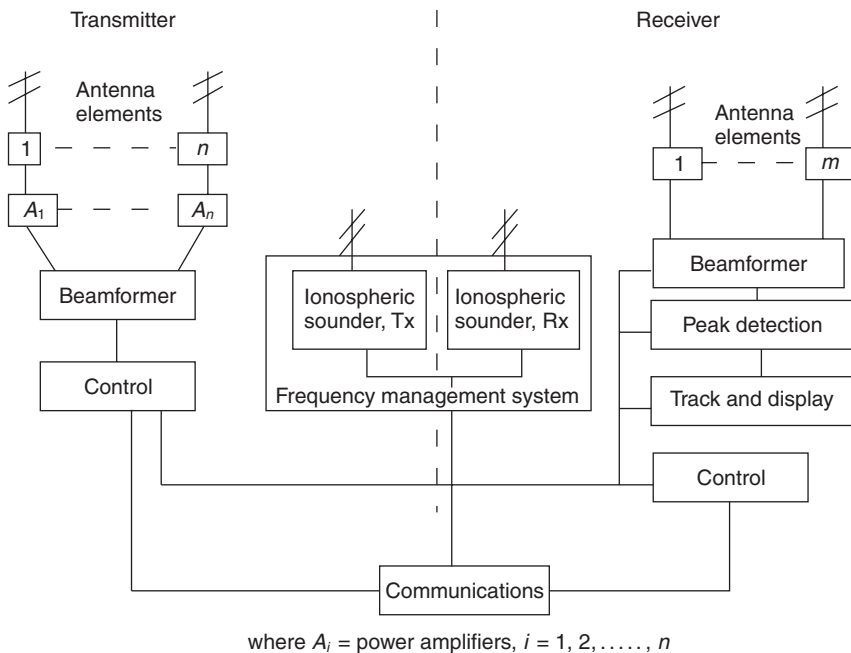 Transmitter
Receiver
Antenna
elements
1
n
A1
An
Beamformer
Control
Ionospheric
sounder, Tx
Ionospheric
sounder, Rx
Frequency management system
Antenna
elements
1
m
Beamformer
Peak detection
Track and display
Control
Communications
where Ai = power amplifiers, i = 1, 2, . . . . ., n